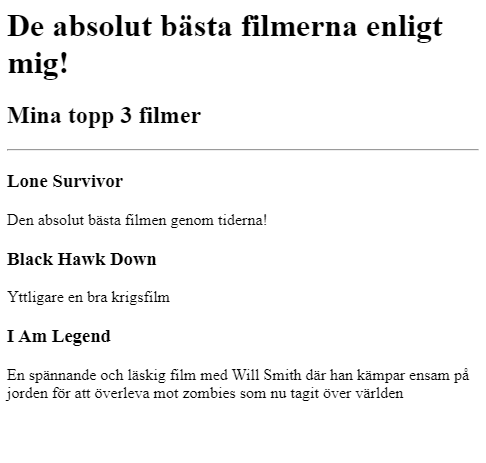 De absolut bästa filmerna enligt
mig!
Mina topp 3 filmer
Lone Survivor
Den absolut bästa filmen genom tiderna!
Black Hawk Down
Yttligare en bra krigsfilm
I Am Legend
En spännande och läskig film med Will Smith där han kämpar ensam på
jorden för att överleva mot zombies som nu tagit över världen